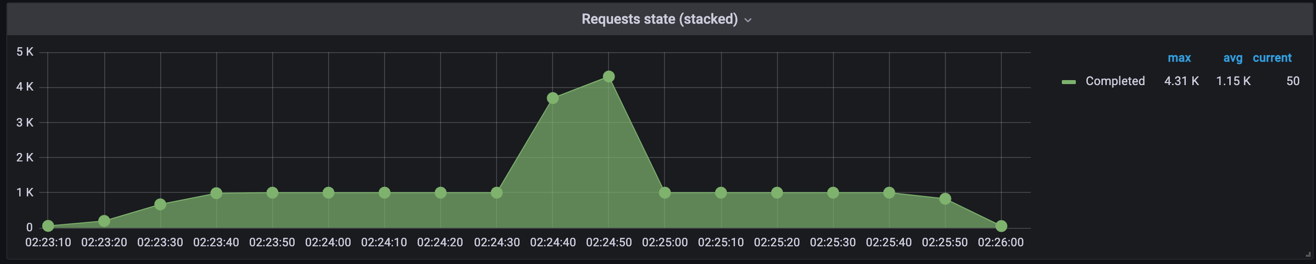 Requests state (stacked)
5 K
4 K
3 K
2 K
1 K
0
02:23:10 02:23:20 02:23:30 02:23:40 02:23:50 02:24:00 02:24:10 02:24:20 02:24:30 02:24:40 02:24:50 02:25:00 02:25:10 02:25:20 02:25:30 02:25:40 02:25:50 02:26:00
max avg current
Completed 4.31 K 1.15 K 50